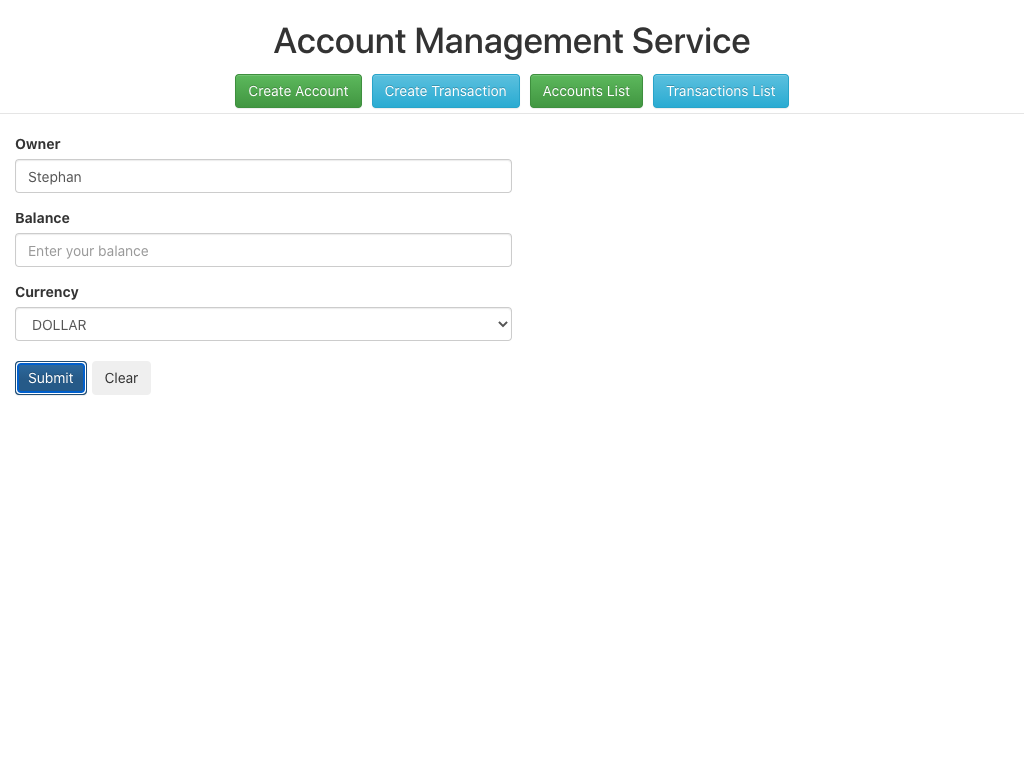 Account Management Service
Create Account Create Transaction Accounts List Transactions List
Owner
Stephan
Balance
Enter your balance
Currency
DOLLAR
Submit Clear